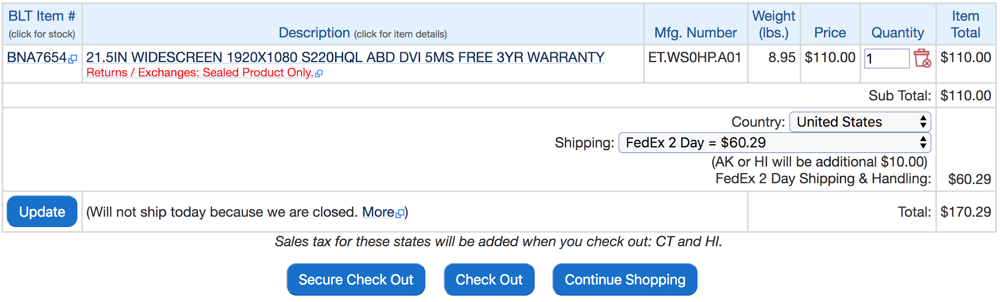 BLT Item #
(click for stock)
Description (click for item details)
Mfg. Number
Weight
(lbs.)
Price
Quantity
Item
Total
BNA7654
21.5IN WIDESCREEN 1920X1080 S220HQL ABD DVI 5MS FREE 3YR WARRANTY
Returns / Exchanges: Sealed Product Only.
ET.WS0HP.A01
8.95
$110.00
1
$110.00
Sub Total: $110.00
Country: United States
Shipping: FedEx 2 Day = $60.29
(AK or HI will be additional $10.00)
FedEx 2 Day Shipping & Handling: $60.29
Update
(Will not ship today because we are closed. More)
Total: $170.29
Sales tax for these states will be added when you check out: CT and HI.
Secure Check Out
Check Out
Continue Shopping